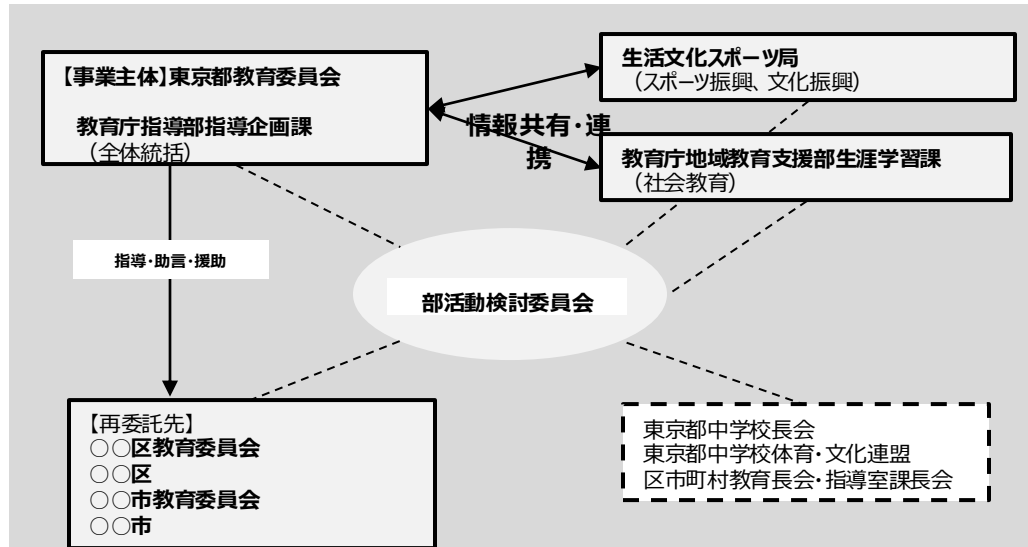 【事業主体】東京都教育委員会
教育庁指導部指導企画課
（全体統括）
生活文化スポーツ局
（スポーツ振興、文化振興）
情報共有・連
携
教育庁地域教育支援部生涯学習課
（社会教育）
指導・助言・援助
部活動検討委員会
【再委託先】
○○区教育委員会
○○区
○○市教育委員会
○○市
東京都中学校長会
東京都中学校体育・文化連盟
区市町村教育長会・指導室課長会